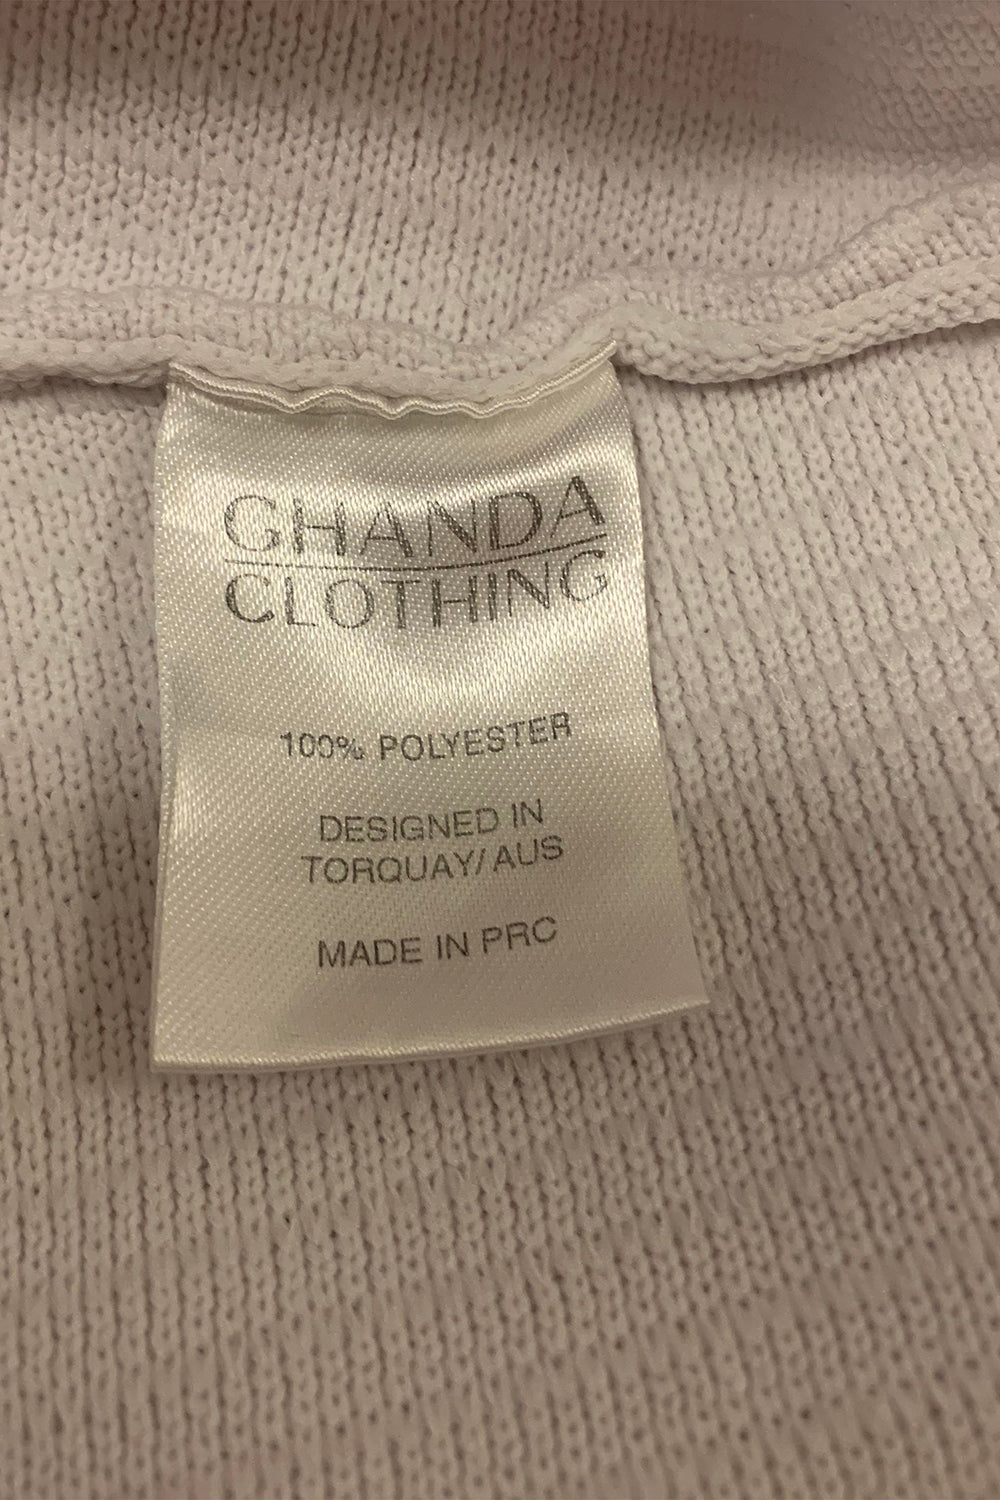 GHANDA
CLOTHING
100% POLYESTER
DESIGNED IN
TORQUAY/AUS
MADE IN PRC